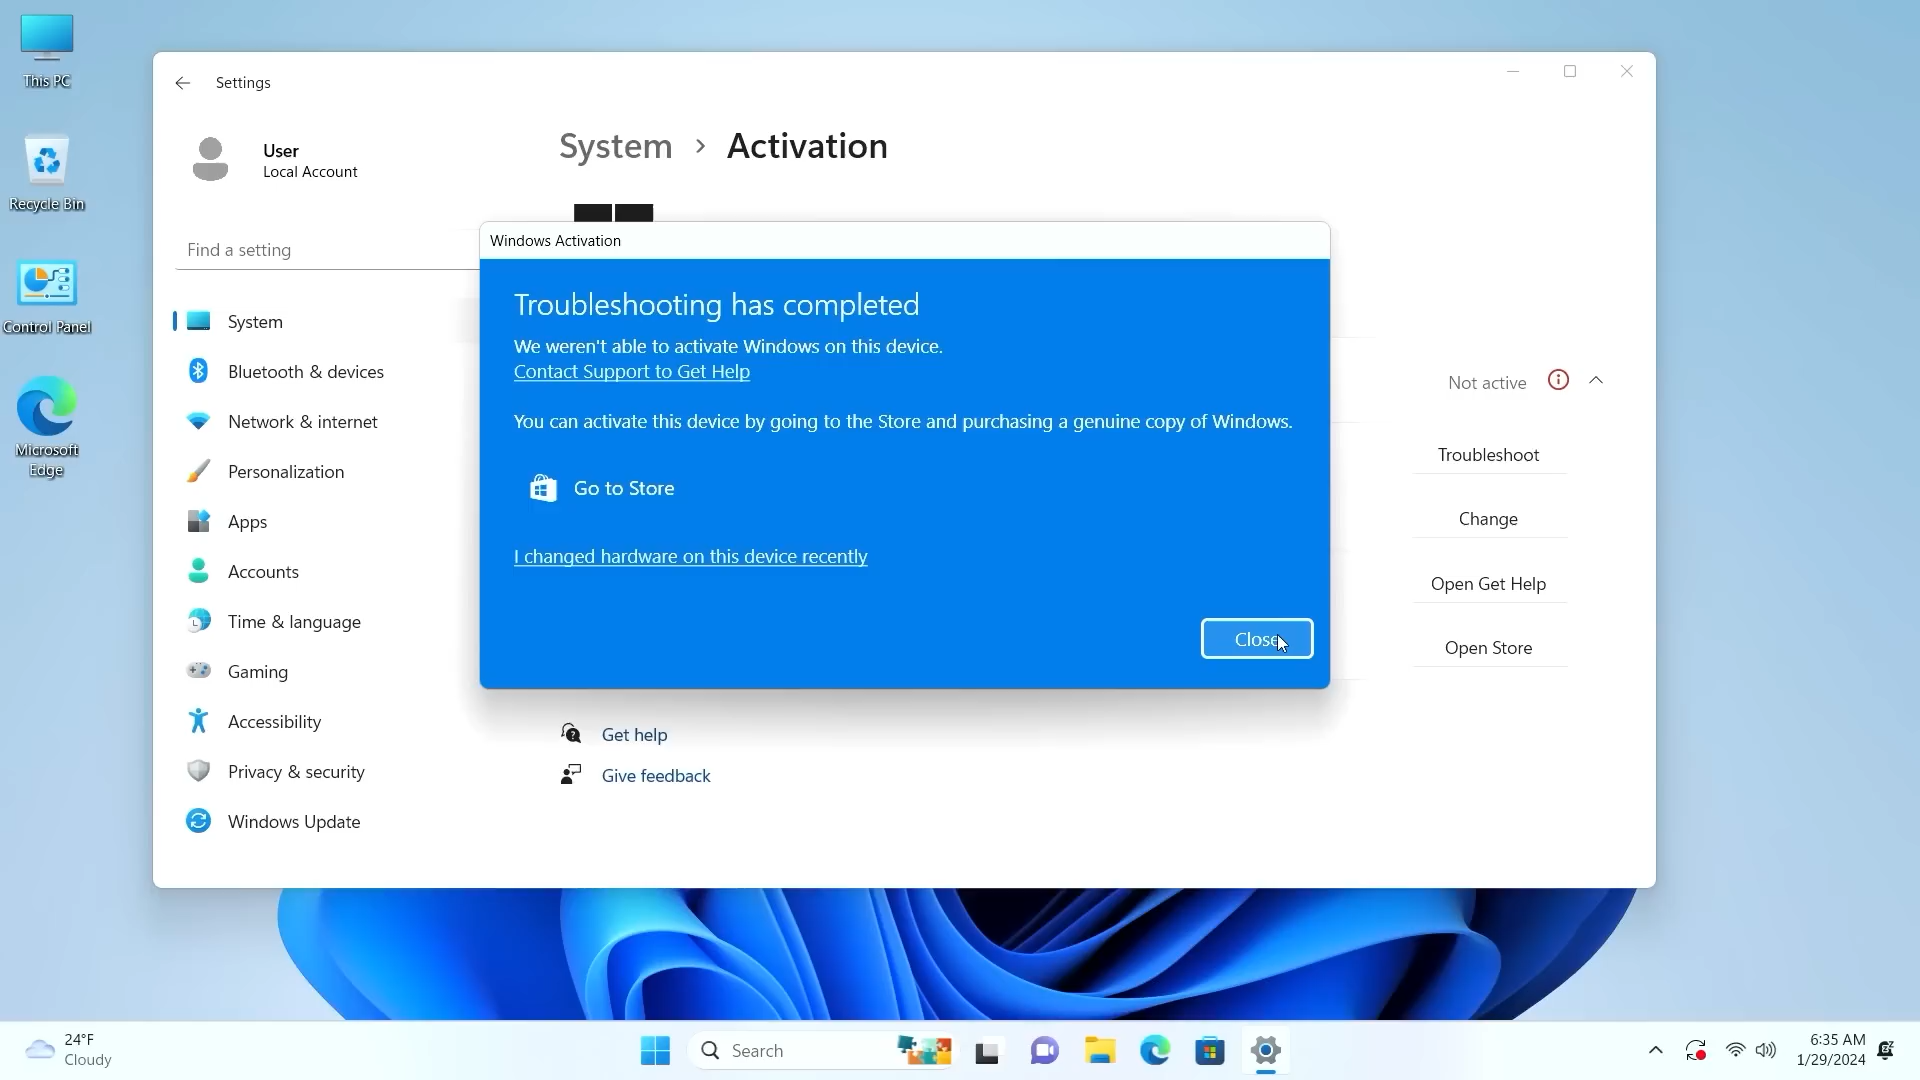 This PC
Recycle Bin
Control Panel
Microsoft
Edge
Settings
User
Local Account
Find a setting
System
Bluetooth & devices
Network & internet
Personalization
Apps
Accounts
Time & language
Gaming
Accessibility
Privacy & security
Windows Update
System > Activation
Windows Activation
Troubleshooting has completed
We weren't able to activate Windows on this device.
Contact Support to Get Help
You can activate this device by going to the Store and purchasing a genuine copy of Windows.
Go to Store
I changed hardware on this device recently
Close
Not active
Troubleshoot
Change
Open Get Help
Open Store
Get help
Give feedback
24°F
Cloudy
Search
6:35 AM
1/29/2024